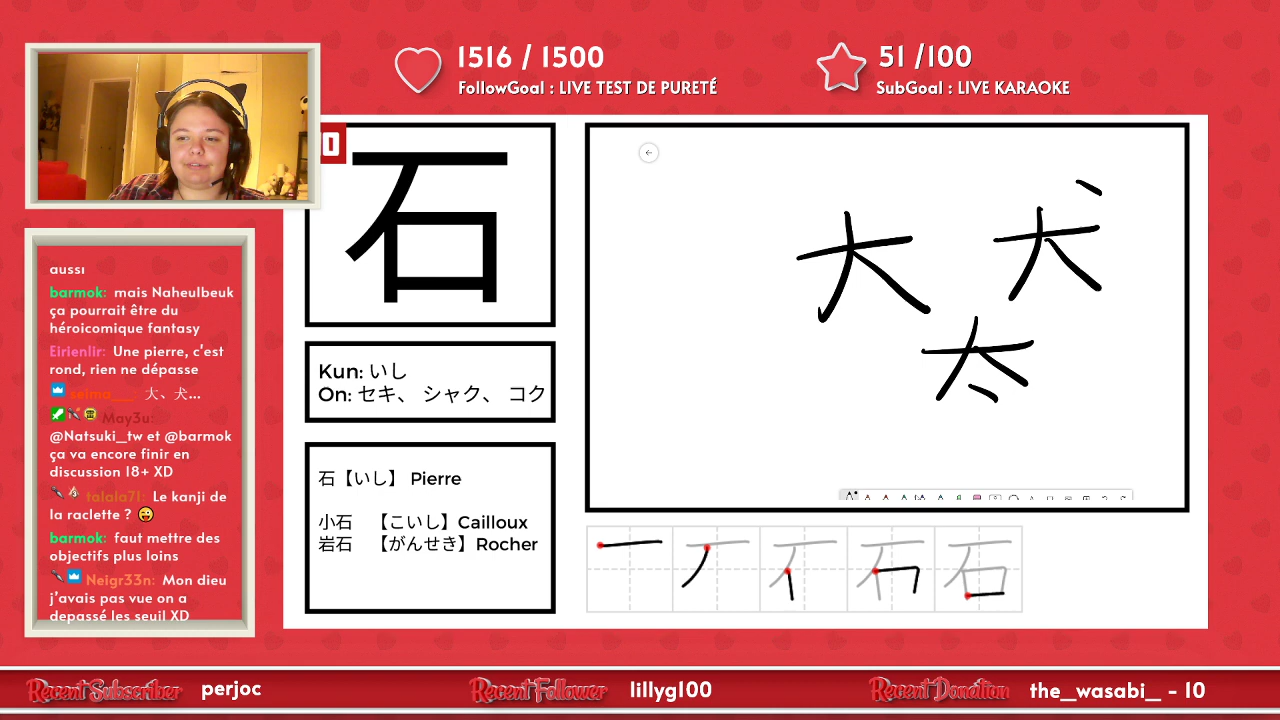 1516 / 1500
FollowGoal : LIVE TEST DE PURETÉ
51 /100
SubGoal : LIVE KARAOKE
石
Kun: いし
On: セキ、 シャク、 コク
石【いし】 Pierre
小石 【こいし】Cailloux
岩石 【がんせき】Rocher
大
犬
太
aussi
barmok: mais Naheulbeuk
ça pourrait être du
héroicomique fantasy
Eirienlir: Une pierre, c'est
rond, rien ne dépasse
selma__: 大、犬...
May3u:
@Natsuki_tw et @barmok
ça va encore finir en
discussion 18+ XD
talala71: Le kanji de
la raclette ?
barmok: faut mettre des
objectifs plus loins
Neigr33n: Mon dieu
j'avais pas vue on a
depassé les seuil XD
Recent Subscriber perjoc
Recent Follower lillyg100
Recent Donation the_wasabi_ - 10